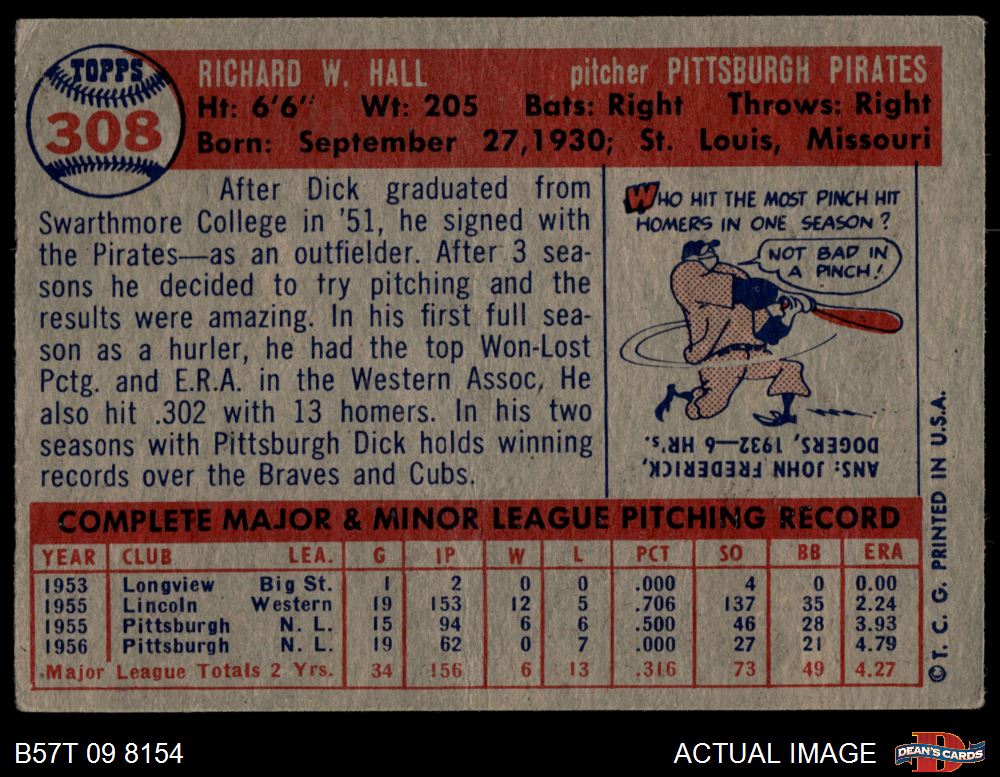 TOPPS
308
RICHARD W. HALL pitcher PITTSBURGH PIRATES
Ht: 6'6" Wt: 205 Bats: Right Throws: Right
Born: September 27, 1930; St. Louis, Missouri
After Dick graduated from
Swarthmore College in '51, he signed with
the Pirates—as an outfielder. After 3 sea-
sons he decided to try pitching and the
results were amazing. In his first full sea-
son as a hurler, he had the top Won-Lost
Pctg. and E.R.A. in the Western Assoc. He
also hit .302 with 13 homers. In his two
seasons with Pittsburgh Dick holds winning
records over the Braves and Cubs.
WHO HIT THE MOST PINCH HIT
HOMERS IN ONE SEASON?
NOT BAD IN
A PINCH!
ANS: JOHN FREDERICK,
DOGERS, 1932—6 HR's.
COMPLETE MAJOR & MINOR LEAGUE PITCHING RECORD
YEAR CLUB LEA. G IP W L PCT SO BB ERA
1953 Longview Big St. 1 2 0 0 .000 4 0 0.00
1955 Lincoln Western 19 153 12 5 .706 137 35 2.24
1955 Pittsburgh N. L. 15 94 6 6 .500 46 28 3.93
1956 Pittsburgh N. L. 19 62 0 7 .000 27 21 4.79
Major League Totals 2 Yrs. 34 156 6 13 .316 73 49 4.27
©T. C. G. PRINTED IN U.S.A.
B57T 09 8154 ACTUAL IMAGE
DEAN'S CARDS